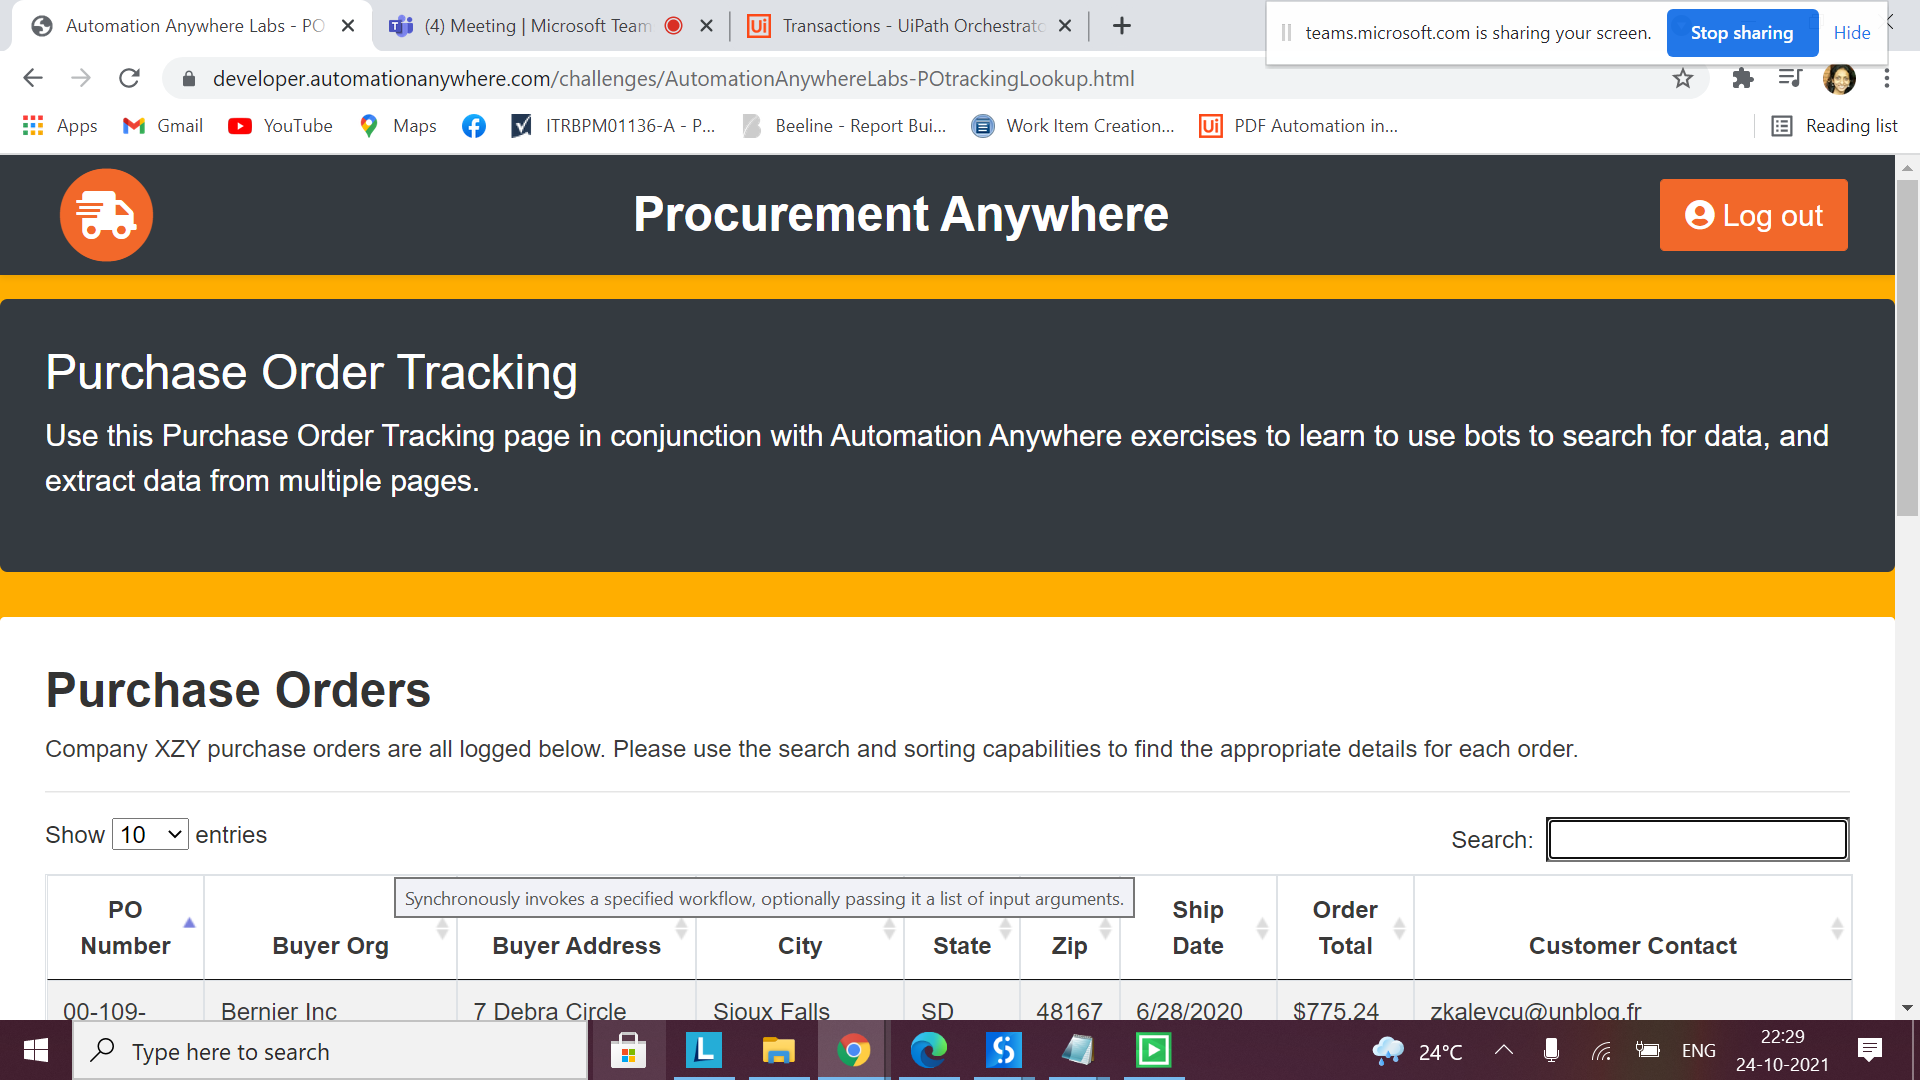 Automation Anywhere Labs - PO
(4) Meeting | Microsoft Team
Transactions - UiPath Orchestrato
teams.microsoft.com is sharing your screen.
Stop sharing
Hide
developer.automationanywhere.com/challenges/AutomationAnywhereLabs-POtrackingLookup.html
Apps
Gmail
YouTube
Maps
ITRBPM01136-A - P...
Beeline - Report Bui...
Work Item Creation...
Ui
PDF Automation in...
Reading list
Procurement Anywhere
Log out
Purchase Order Tracking
Use this Purchase Order Tracking page in conjunction with Automation Anywhere exercises to learn to use bots to search for data, and
extract data from multiple pages.
Purchase Orders
Company XZY purchase orders are all logged below. Please use the search and sorting capabilities to find the appropriate details for each order.
Show 10 entries
Search:
Synchronously invokes a specified workflow, optionally passing it a list of input arguments.
PO Number
Buyer Org
Buyer Address
City
State
Zip
Ship Date
Order Total
Customer Contact
00-109- Bernier Inc 7 Debra Circle Sioux Falls SD 48167 6/28/2020 $775.24 zkaleycu@unblog.fr
Type here to search
24°C
ENG
22:29
24-10-2021